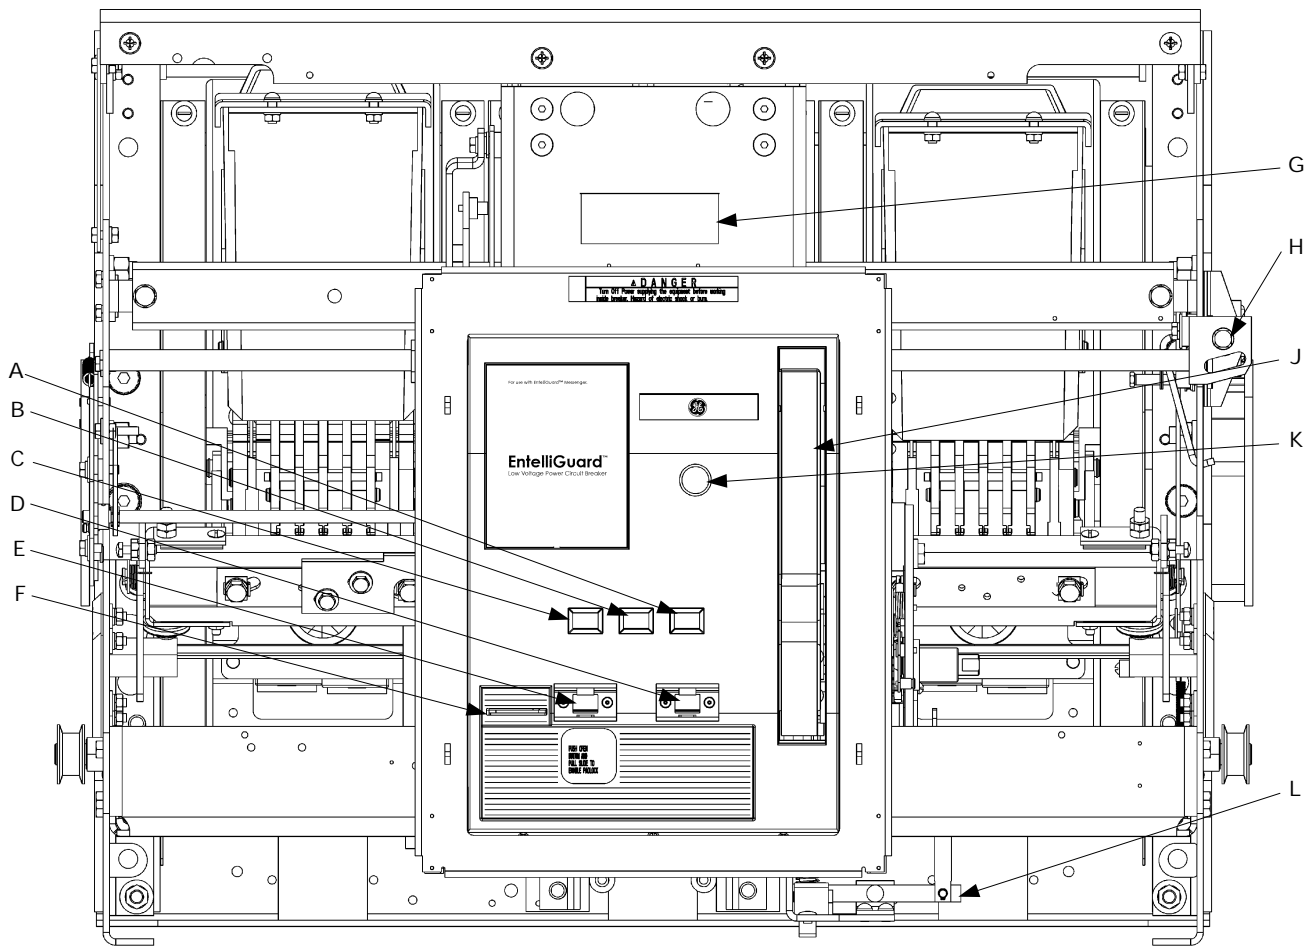 G
H
⚠ DANGER
Turn Off Power supplying the equipment before working
inside breaker. Hazard of electric shock or burn.
A
J
For use with EntelliGuard™ Messenger.
B
GE
K
C
EntelliGuard™
Low Voltage Power Circuit Breaker
D
E
F
PUSH OPEN
BUTTON AND
PULL SLIDE TO
ENABLE PADLOCK
L